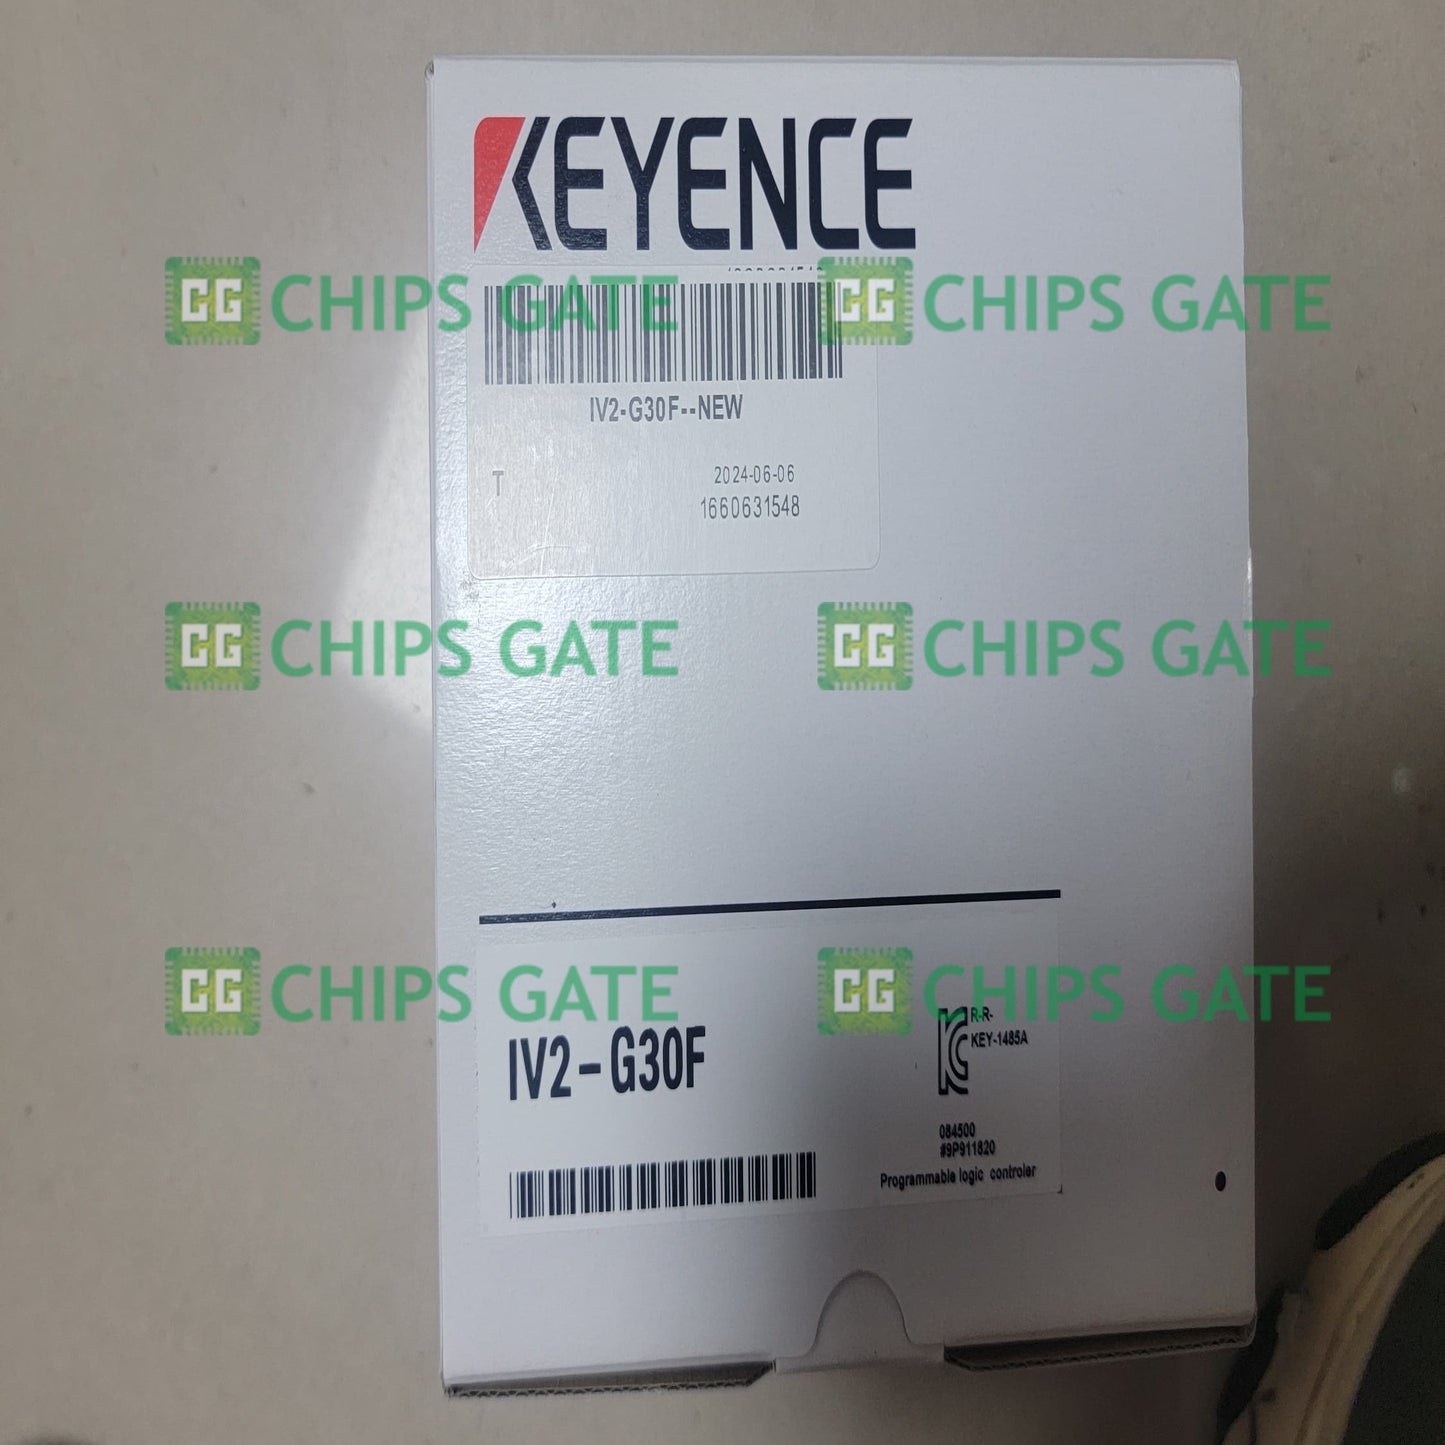 KEYENCE
CG CHIPS GATE CG CHIPS GATE
IV2-G30F--NEW
2024-06-06
T
1660631548
CG CHIPS GATE CG CHIPS GATE
CG CHIPS GATE CG CHIPS GATE
IV2-G30F
R-R-
KEY-1485A
084500
#9P911820
Programmable logic controler